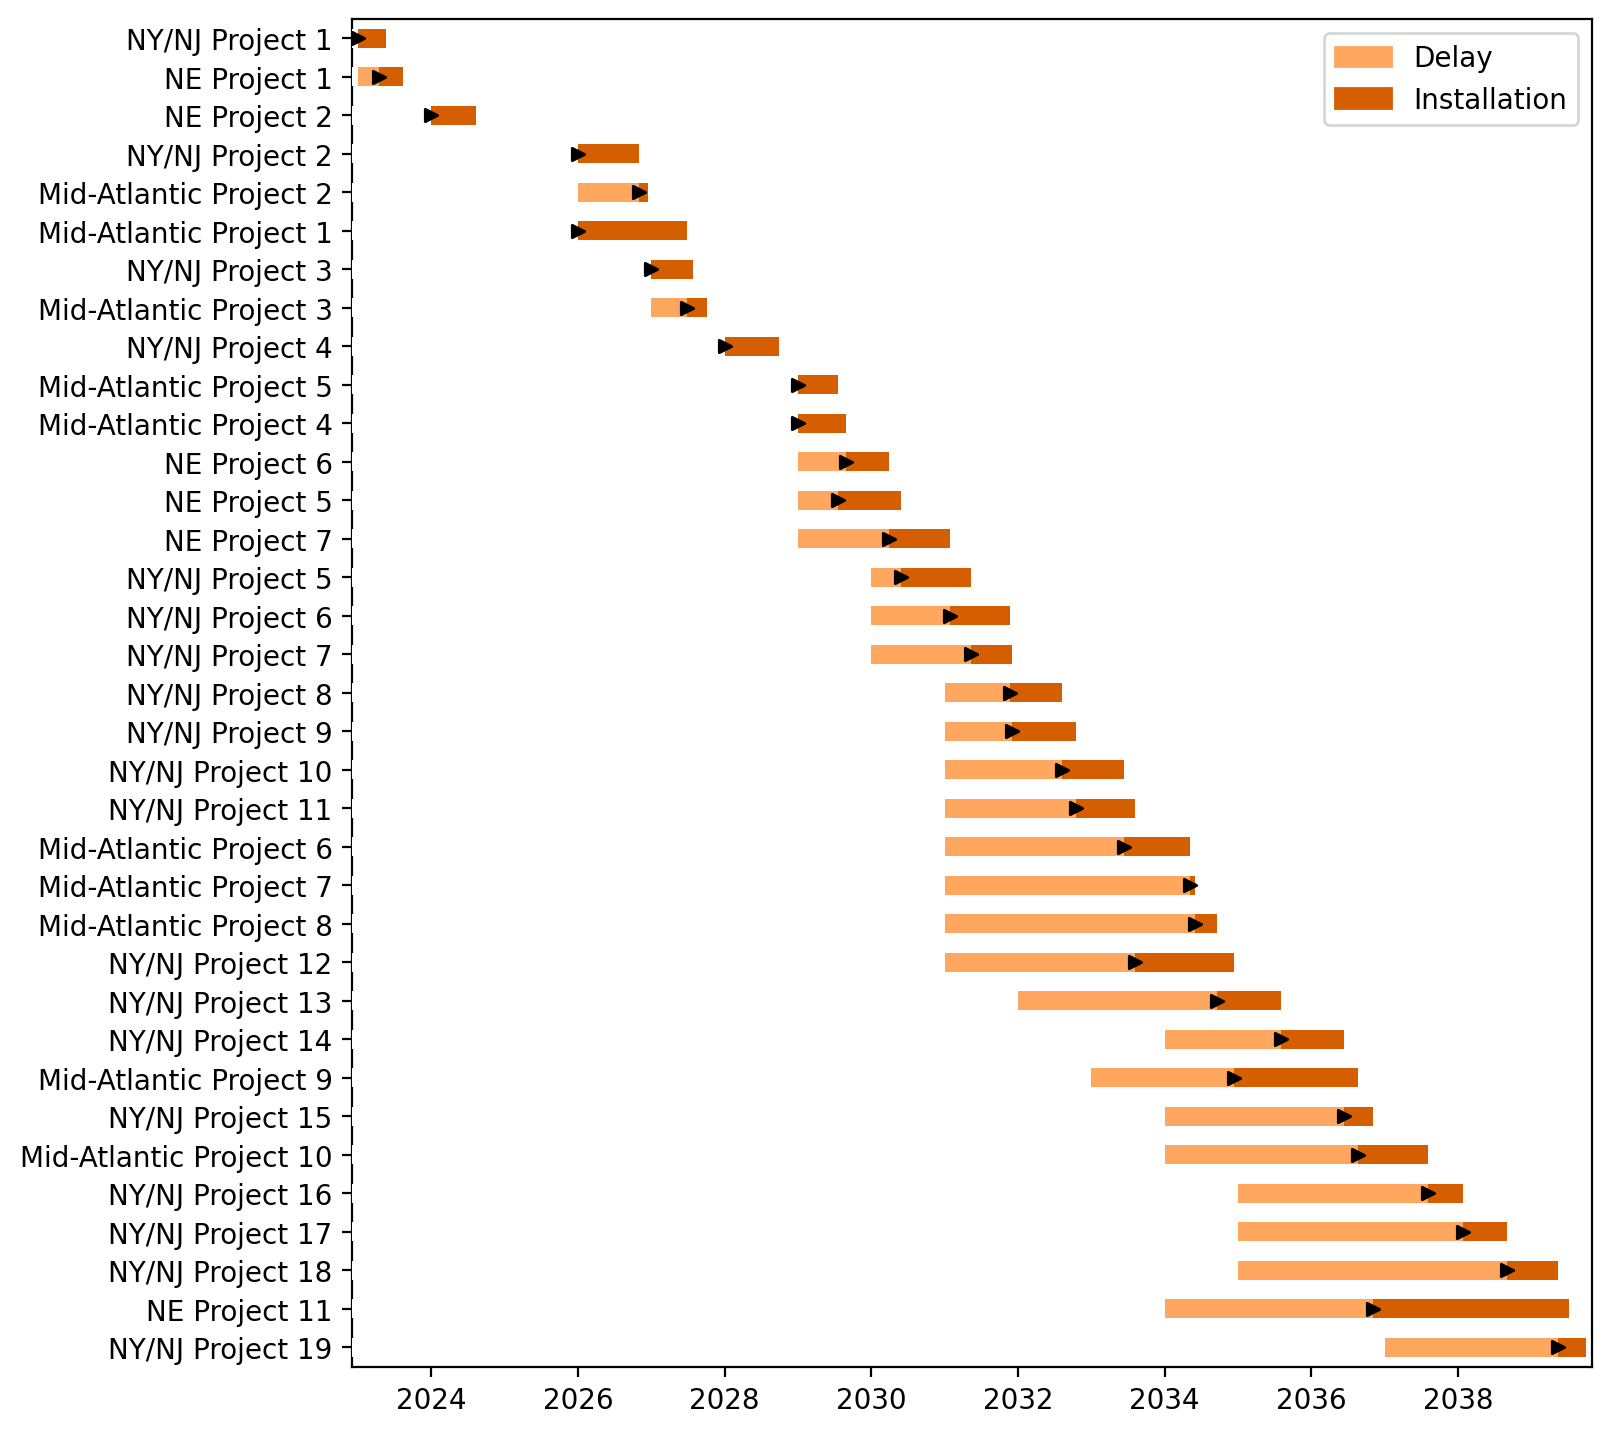 NY/NJ Project 1
NE Project 1
NE Project 2
NY/NJ Project 2
Mid-Atlantic Project 2
Mid-Atlantic Project 1
NY/NJ Project 3
Mid-Atlantic Project 3
NY/NJ Project 4
Mid-Atlantic Project 5
Mid-Atlantic Project 4
NE Project 6
NE Project 5
NE Project 7
NY/NJ Project 5
NY/NJ Project 6
NY/NJ Project 7
NY/NJ Project 8
NY/NJ Project 9
NY/NJ Project 10
NY/NJ Project 11
Mid-Atlantic Project 6
Mid-Atlantic Project 7
Mid-Atlantic Project 8
NY/NJ Project 12
NY/NJ Project 13
NY/NJ Project 14
Mid-Atlantic Project 9
NY/NJ Project 15
Mid-Atlantic Project 10
NY/NJ Project 16
NY/NJ Project 17
NY/NJ Project 18
NE Project 11
NY/NJ Project 19
Delay
Installation
2024 2026 2028 2030 2032 2034 2036 2038